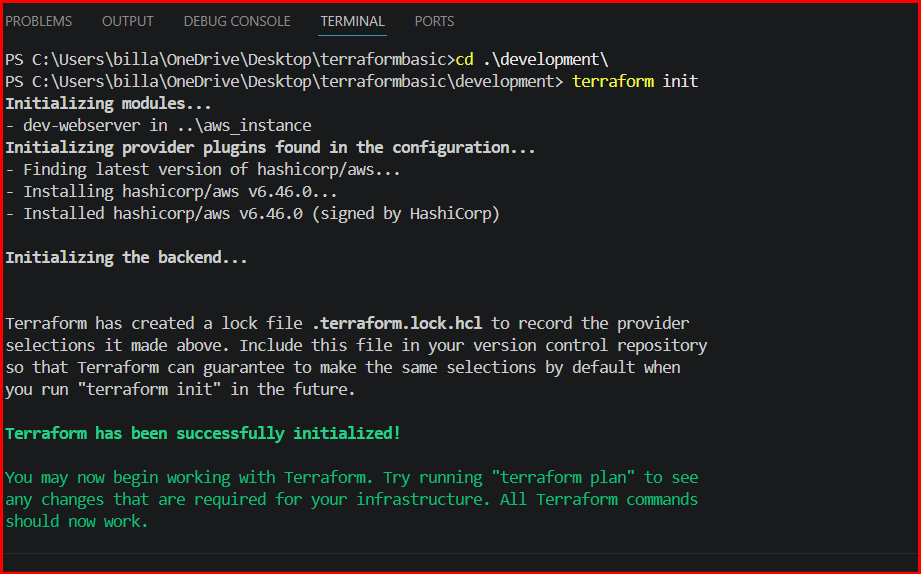 PROBLEMS OUTPUT DEBUG CONSOLE TERMINAL PORTS
PS C:\Users\billa\OneDrive\Desktop\terraformbasic>cd .\development\
PS C:\Users\billa\OneDrive\Desktop\terraformbasic\development> terraform init
Initializing modules...
- dev-webserver in ..\aws_instance
Initializing provider plugins found in the configuration...
- Finding latest version of hashicorp/aws...
- Installing hashicorp/aws v6.46.0...
- Installed hashicorp/aws v6.46.0 (signed by HashiCorp)
Initializing the backend...
Terraform has created a lock file .terraform.lock.hcl to record the provider
selections it made above. Include this file in your version control repository
so that Terraform can guarantee to make the same selections by default when
you run "terraform init" in the future.
Terraform has been successfully initialized!
You may now begin working with Terraform. Try running "terraform plan" to see
any changes that are required for your infrastructure. All Terraform commands
should now work.